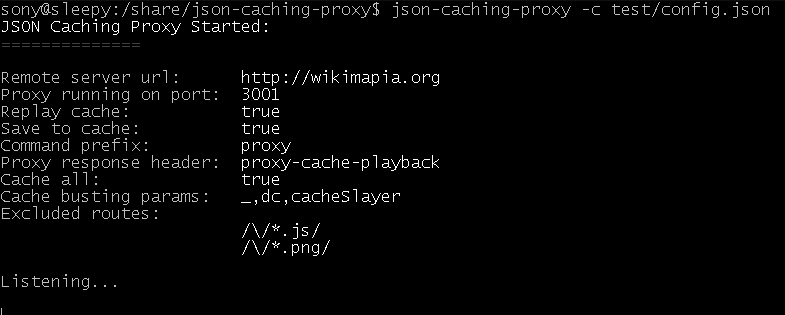 sony@sleepy:/share/json-caching-proxy$ json-caching-proxy -c test/config.json
JSON Caching Proxy Started:
==============
Remote server url: http://wikimapia.org
Proxy running on port: 3001
Replay cache: true
Save to cache: true
Command prefix: proxy
Proxy response header: proxy-cache-playback
Cache all: true
Cache busting params: _,dc,cacheSlayer
Excluded routes:
/\/*.js/
/\/*.png/
Listening...